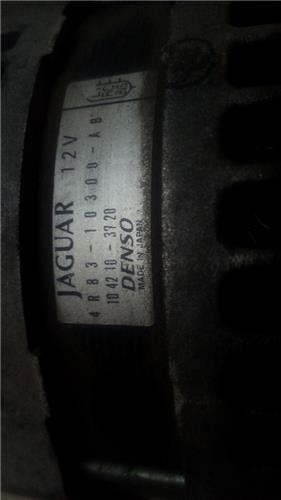 JAGUAR 12V
4R83-10300-AB
104210-3720
DENSO
MADE IN JAPAN